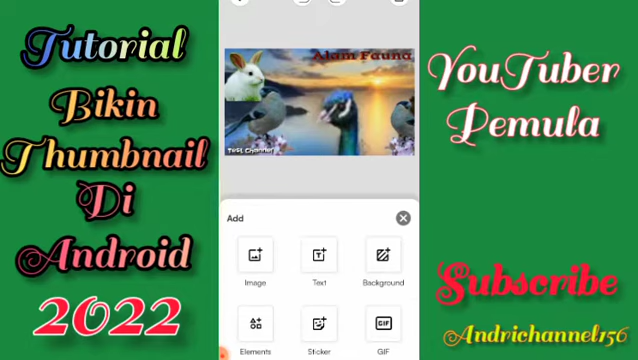 Tutorial
Bikin
Thumbnail
Di
Android
2022
Alam Fauna
Test Channel
Add
Image
Text
Background
Elements
Sticker
GIF
GIF
YouTuber
Pemula
Subscribe
Andrichannel156